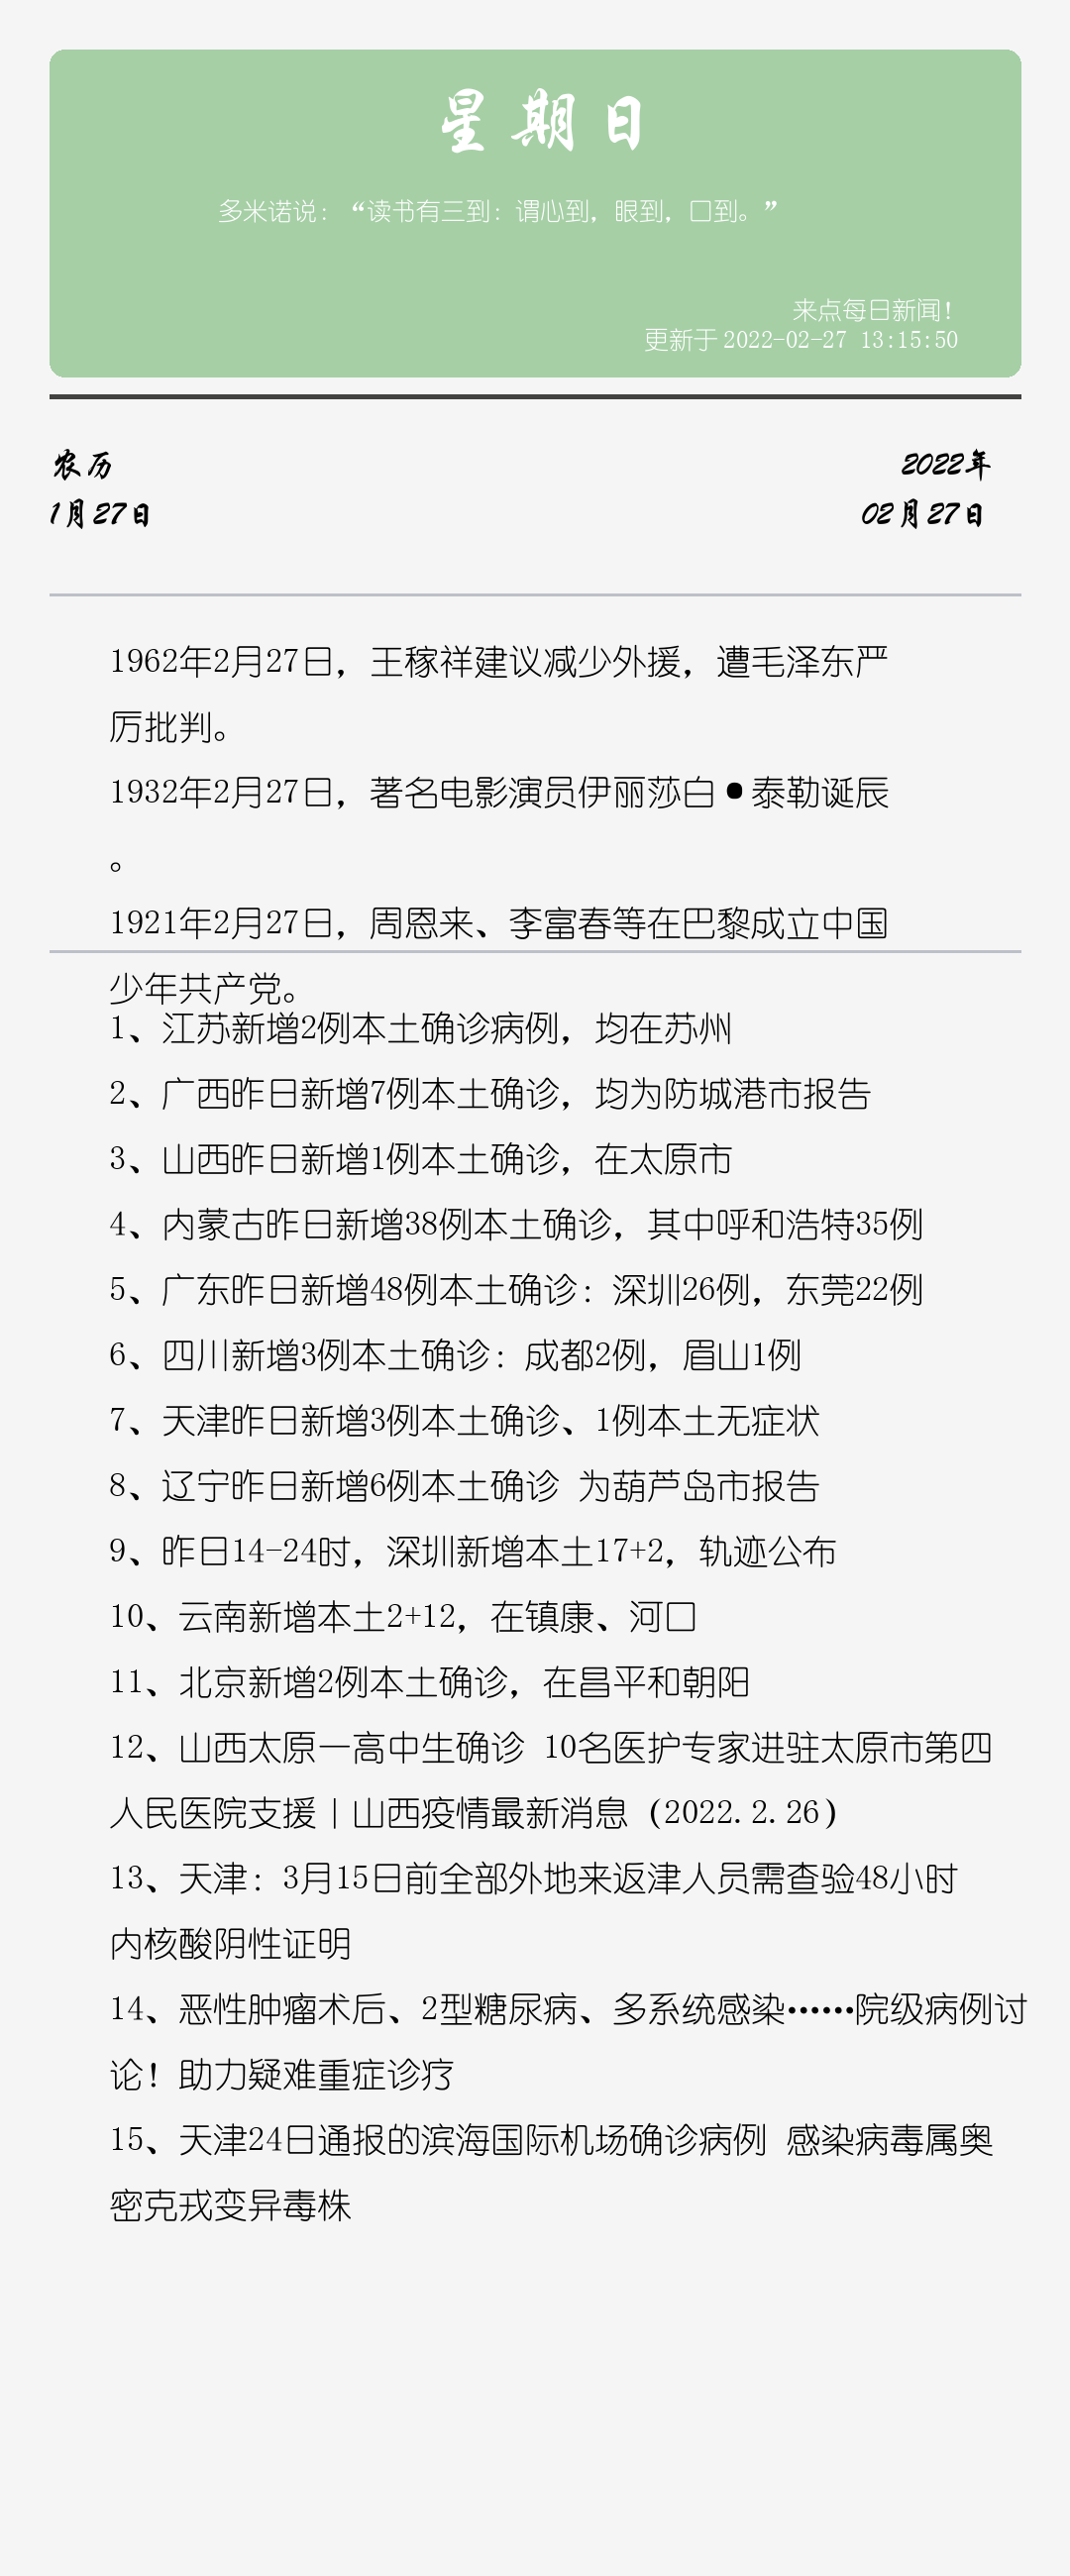 星期日
多米诺说：“读书有三到：谓心到，眼到，口到。”
来点每日新闻！
更新于 2022-02-27 13:15:50
农历
2022年
1月27日
02月27日
1962年2月27日，王稼祥建议减少外援，遭毛泽东严
厉批判。
1932年2月27日，著名电影演员伊丽莎白•泰勒诞辰
。
1921年2月27日，周恩来、李富春等在巴黎成立中国
少年共产党。
1、江苏新增2例本土确诊病例，均在苏州
2、广西昨日新增7例本土确诊，均为防城港市报告
3、山西昨日新增1例本土确诊，在太原市
4、内蒙古昨日新增38例本土确诊，其中呼和浩特35例
5、广东昨日新增48例本土确诊：深圳26例，东莞22例
6、四川新增3例本土确诊：成都2例，眉山1例
7、天津昨日新增3例本土确诊、1例本土无症状
8、辽宁昨日新增6例本土确诊 为葫芦岛市报告
9、昨日14-24时，深圳新增本土17+2，轨迹公布
10、云南新增本土2+12，在镇康、河口
11、北京新增2例本土确诊，在昌平和朝阳
12、山西太原一高中生确诊 10名医护专家进驻太原市第四
人民医院支援｜山西疫情最新消息（2022.2.26）
13、天津：3月15日前全部外地来返津人员需查验48小时
内核酸阴性证明
14、恶性肿瘤术后、2型糖尿病、多系统感染……院级病例讨
论！助力疑难重症诊疗
15、天津24日通报的滨海国际机场确诊病例 感染病毒属奥
密克戎变异毒株